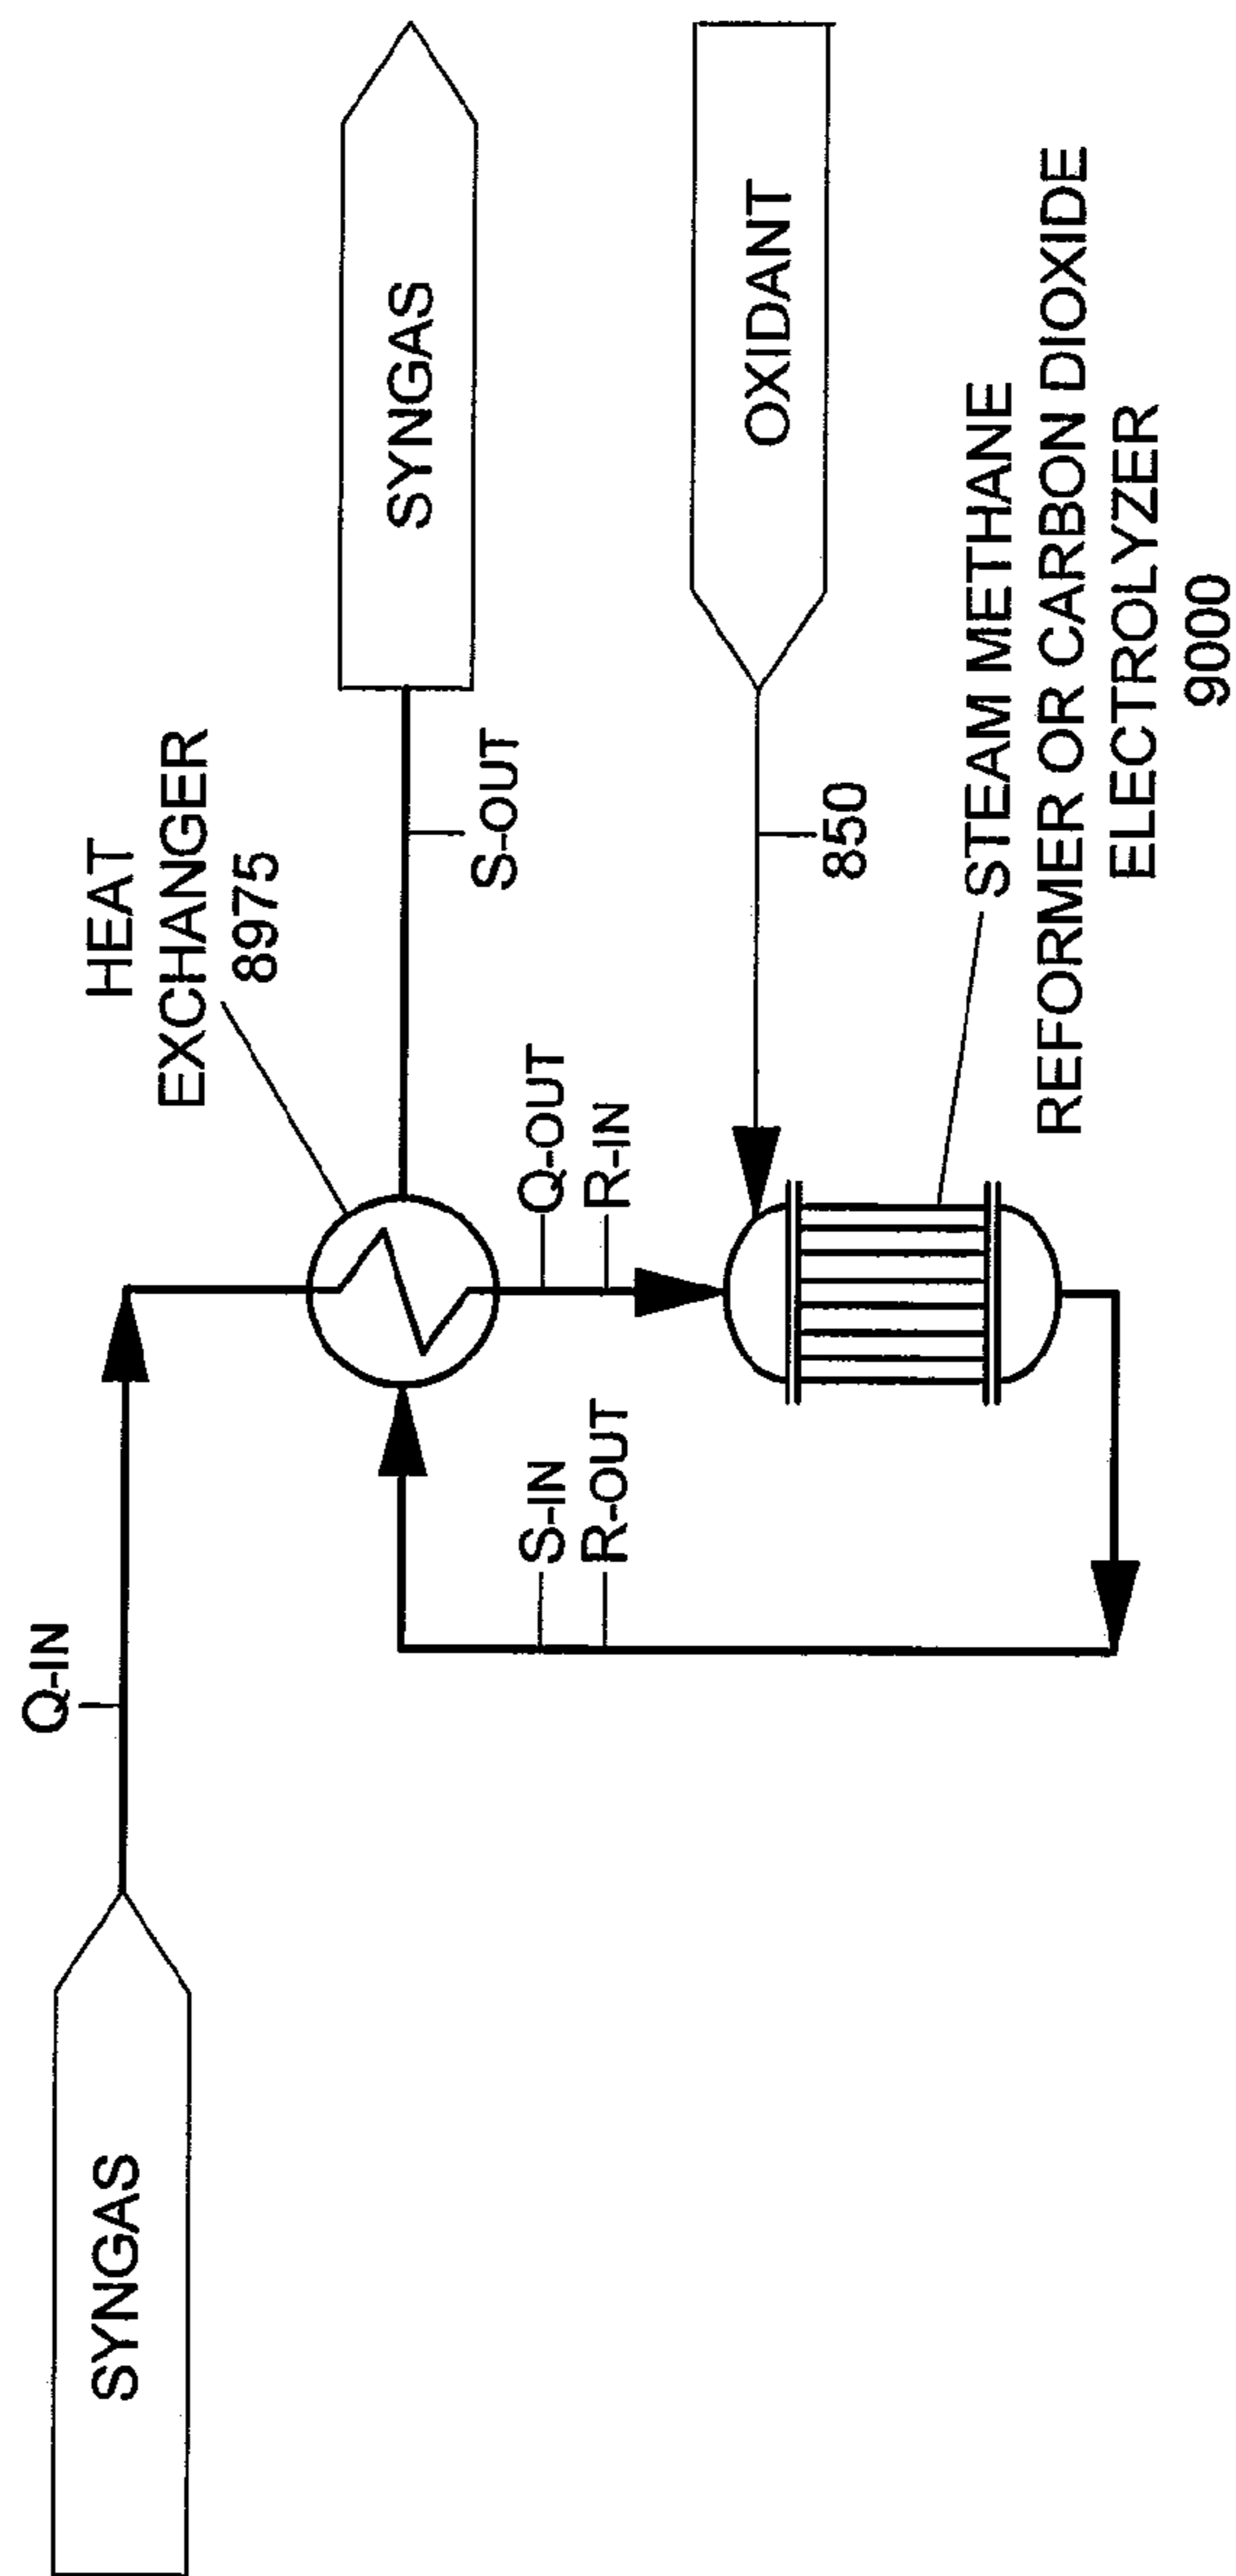 SYNGAS
Q-IN
HEAT
EXCHANGER
8975
SYNGAS
S-OUT
Q-OUT
R-IN
S-IN
R-OUT
OXIDANT
850
STEAM METHANE
REFORMER OR CARBON DIOXIDE
ELECTROLYZER
9000